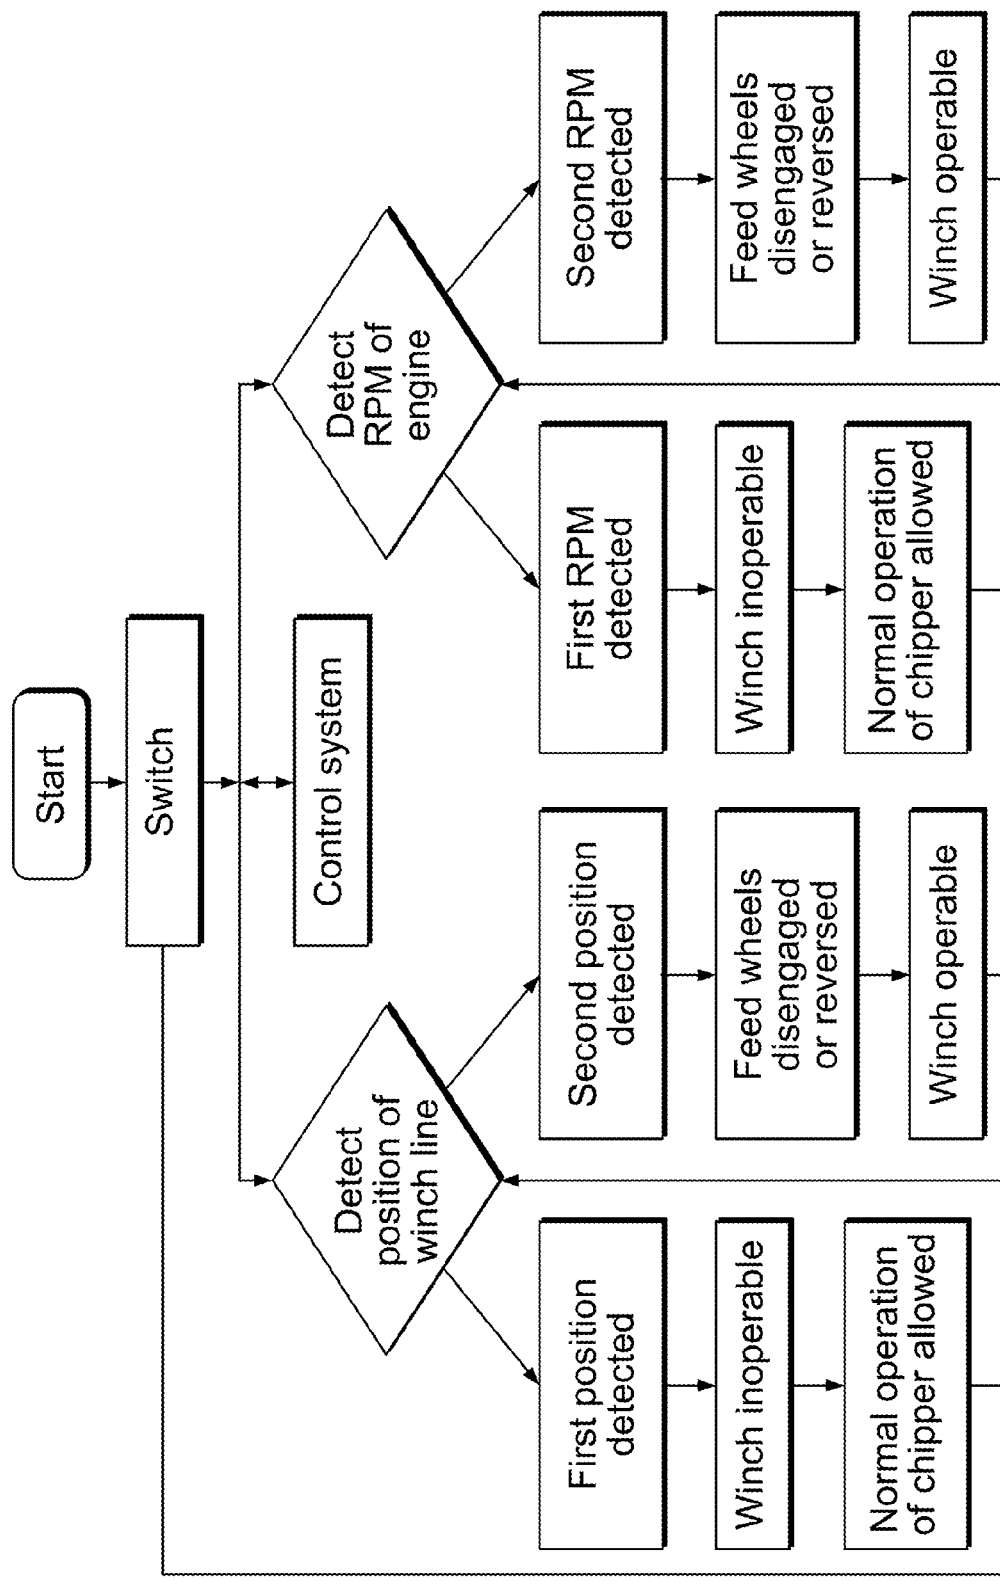 Start
Switch
Control system
Detect
position of
winch line
First position
detected
Winch inoperable
Normal operation
of chipper allowed
Second position
detected
Feed wheels
disengaged
or reversed
Winch operable
Detect
RPM of
engine
First RPM
detected
Winch inoperable
Normal operation
of chipper allowed
Second RPM
detected
Feed wheels
disengaged
or reversed
Winch operable